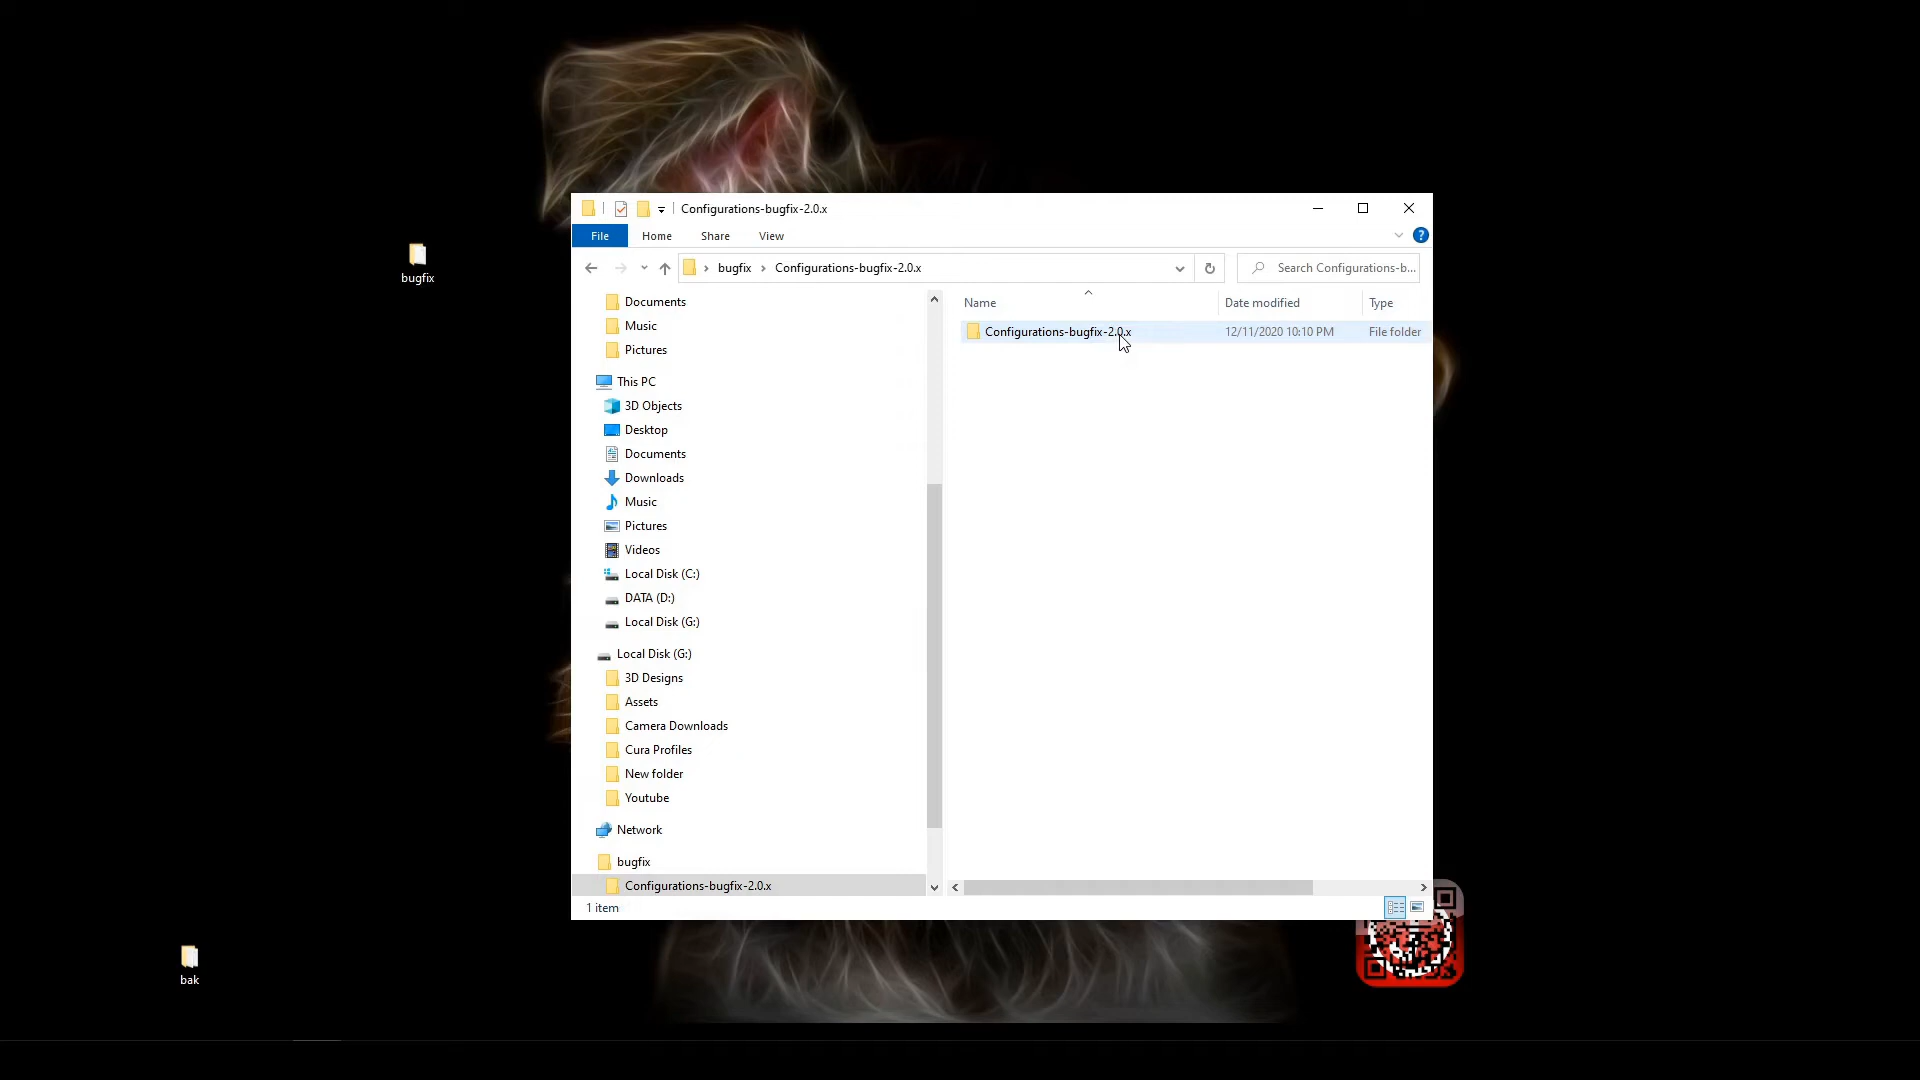 Configurations-bugfix-2.0.x
File
Home
Share
View
bugfix
Configurations-bugfix-2.0.x
Search Configurations-b...
bugfix
Documents
Music
Pictures
This PC
3D Objects
Desktop
Documents
Downloads
Music
Pictures
Videos
Local Disk (C:)
DATA (D:)
Local Disk (G:)
Local Disk (G:)
3D Designs
Assets
Camera Downloads
Cura Profiles
New folder
Youtube
Network
bugfix
Configurations-bugfix-2.0.x
Name Date modified Type
Configurations-bugfix-2.0.x 12/11/2020 10:10 PM File folder
1 item
bak